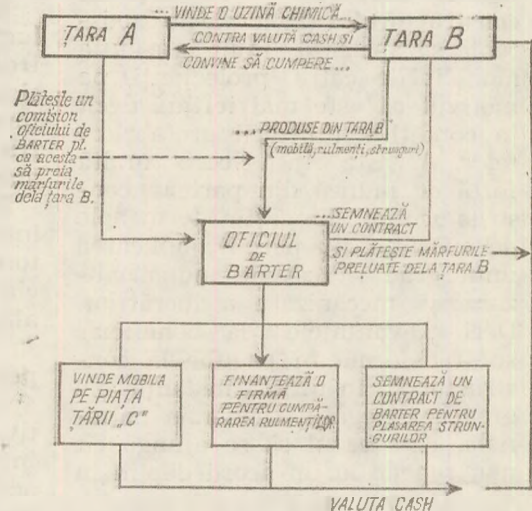 ... VINDE O UZINĂ CHIMICĂ...
ȚARA A
CONTRA VALUTĂ CASH ȘI
ȚARA B
CONVINE SĂ CUMPERE...
Plătește un
comision
oficiului de
BARTER pt.
ca acesta
să preia
mărfurile
dela țara B.
... PRODUSE DIN ȚARA B
(mobilă, rulmenți, strunguri)
OFICIUL
DE
BARTER
...SEMNEAZĂ
UN CONTRACT
ȘI PLĂTEȘTE MĂRFURILE
PRELUATE DELA ȚARA B
VINDE MOBILA
PE PIAȚA
ȚĂRII „C”
FINANȚEAZĂ O
FIRMĂ
PENTRU CUMPĂ-
RAREA RULMENȚILOR
SEMNEAZĂ UN
CONTRACT DE
BARTER PENTRU
PLASAREA STRUN-
GURILOR
VALUTA CASH